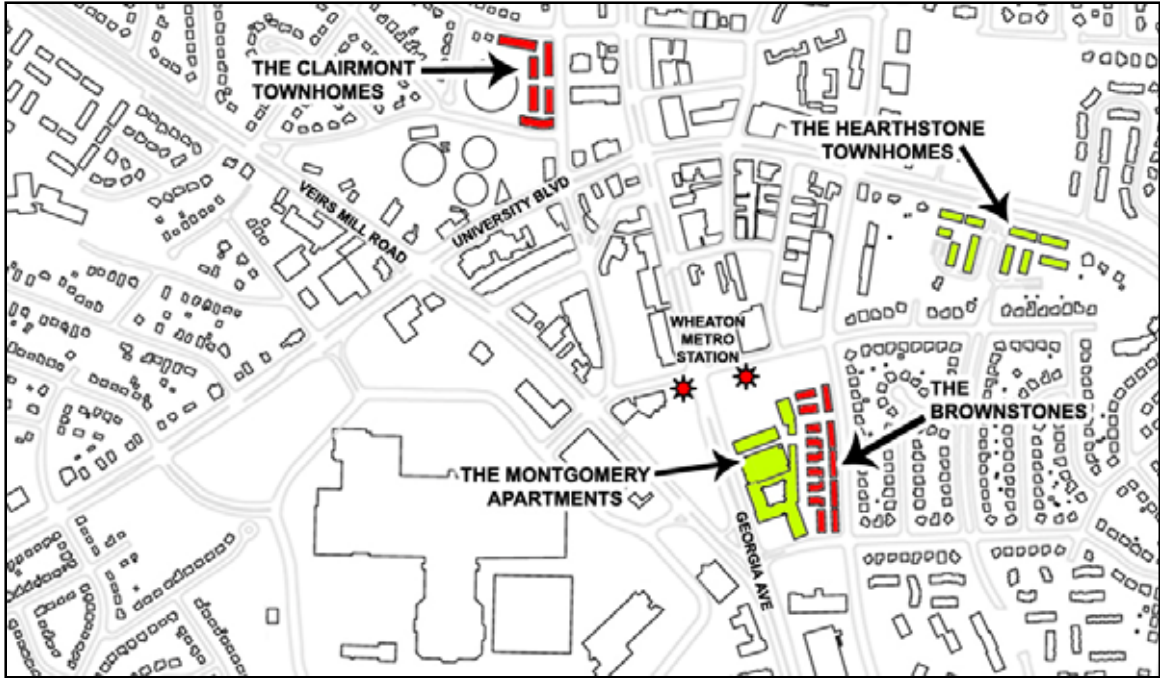 THE CLAIRMONT
TOWNHOMES
THE HEARTHSTONE
TOWNHOMES
VEIRS MILL ROAD
UNIVERSITY BLVD
WHEATON
METRO
STATION
THE
BROWNSTONES
THE MONTGOMERY
APARTMENTS
GEORGIA AVE